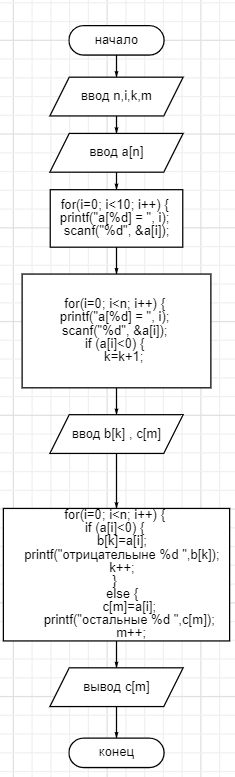 начало
ввод n,i,k,m
ввод a[n]
for(i=0; i<10; i++) {
printf("a[%d] = ", i);
scanf("%d", &a[i]);
for(i=0; i<n; i++) {
printf("a[%d] = ", i);
scanf("%d", &a[i]);
if (a[i]<0) {
k=k+1;
ввод b[k] , c[m]
for(i=0; i<n; i++) {
if (a[i]<0) {
b[k]=a[i];
printf("отрицательыне %d ",b[k]);
k++;
}
else {
c[m]=a[i];
printf("остальные %d ",c[m]);
m++;
вывод c[m]
конец